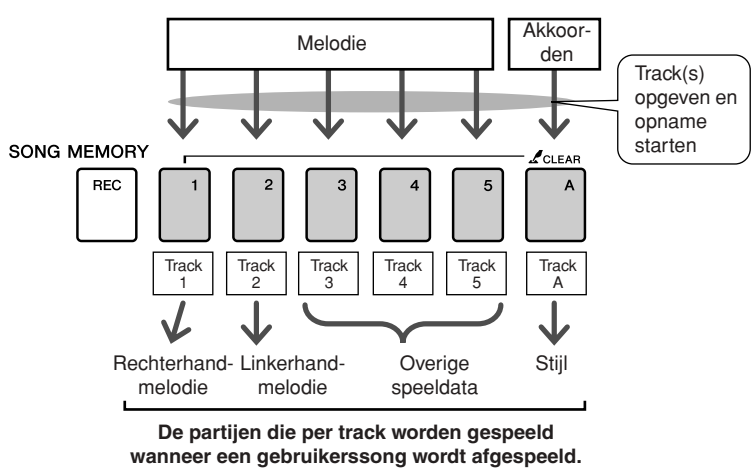 Melodie
Akkoor-
den
Track(s)
opgeven en
opname
starten
SONG MEMORY
CLEAR
REC
1
2
3
4
5
A
Track
1
Track
2
Track
3
Track
4
Track
5
Track
A
Rechterhand-
melodie
Linkerhand-
melodie
Overige
speeldata
Stijl
De partijen die per track worden gespeeld
wanneer een gebruikerssong wordt afgespeeld.